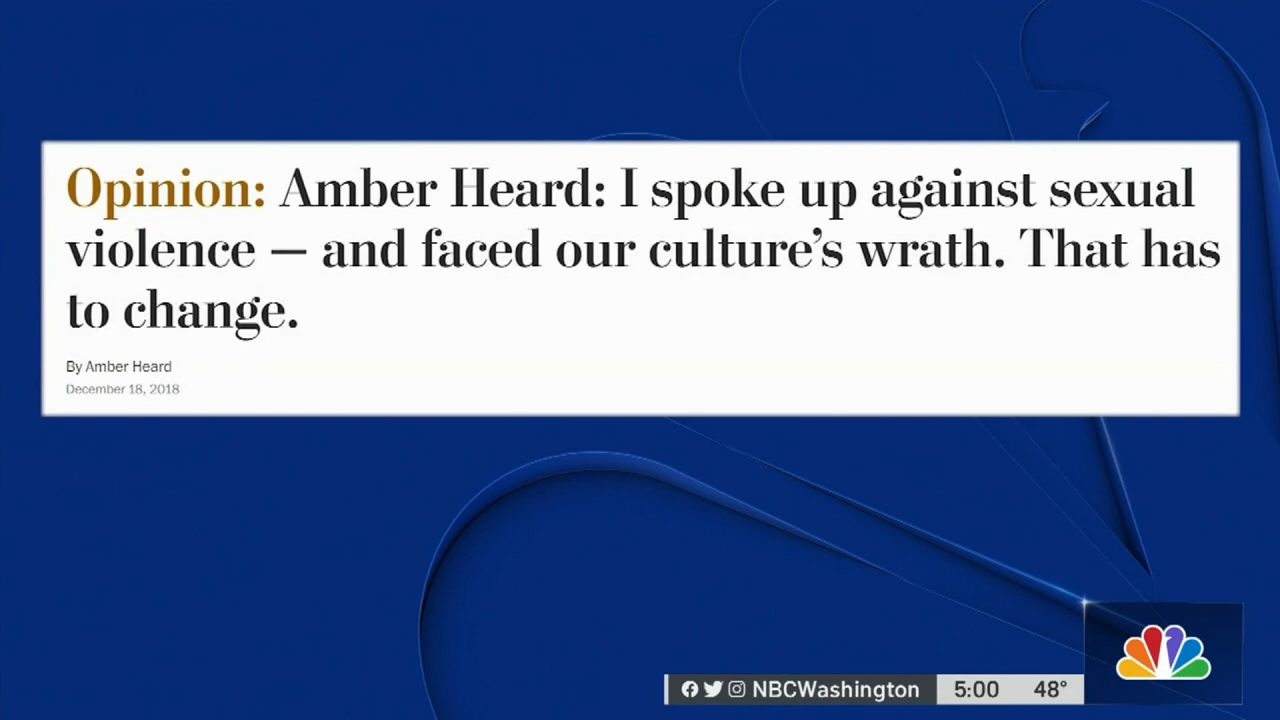 Opinion: Amber Heard: I spoke up against sexual
violence — and faced our culture’s wrath. That has
to change.
By Amber Heard
December 18, 2018
NBCWashington 5:00 48°